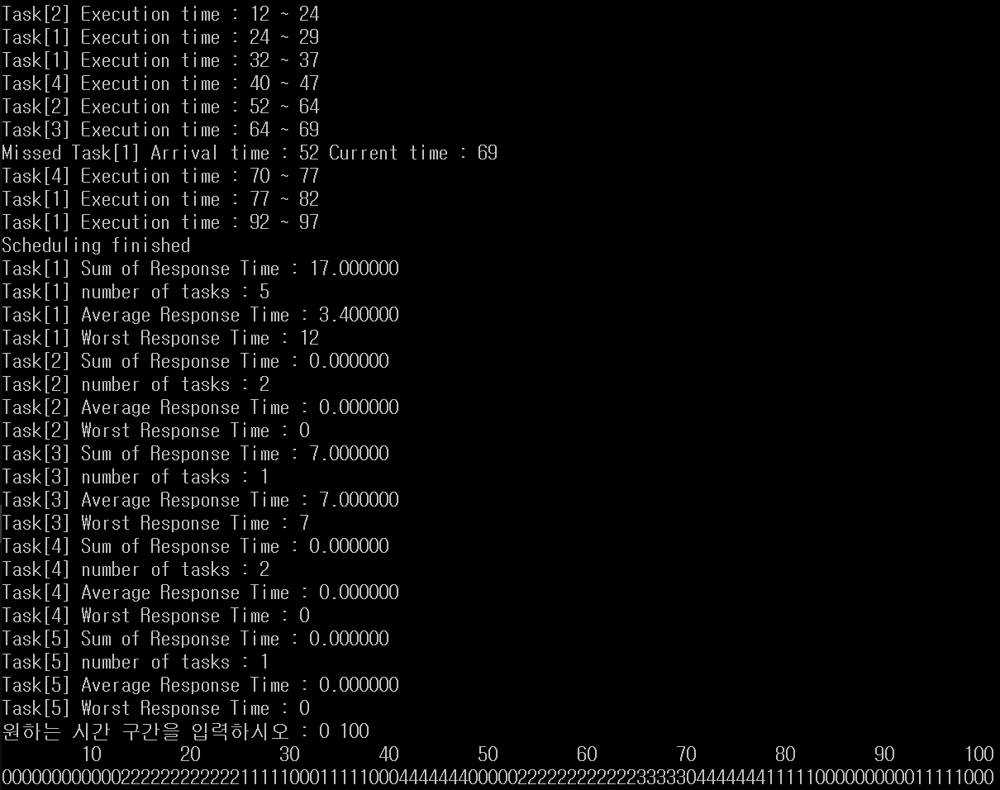 Task[2] Execution time : 12 ~ 24
Task[1] Execution time : 24 ~ 29
Task[1] Execution time : 32 ~ 37
Task[4] Execution time : 40 ~ 47
Task[2] Execution time : 52 ~ 64
Task[3] Execution time : 64 ~ 69
Missed Task[1] Arrival time : 52 Current time : 69
Task[4] Execution time : 70 ~ 77
Task[1] Execution time : 77 ~ 82
Task[1] Execution time : 92 ~ 97
Scheduling finished
Task[1] Sum of Response Time : 17.000000
Task[1] number of tasks : 5
Task[1] Average Response Time : 3.400000
Task[1] Worst Response Time : 12
Task[2] Sum of Response Time : 0.000000
Task[2] number of tasks : 2
Task[2] Average Response Time : 0.000000
Task[2] Worst Response Time : 0
Task[3] Sum of Response Time : 7.000000
Task[3] number of tasks : 1
Task[3] Average Response Time : 7.000000
Task[3] Worst Response Time : 7
Task[4] Sum of Response Time : 0.000000
Task[4] number of tasks : 2
Task[4] Average Response Time : 0.000000
Task[4] Worst Response Time : 0
Task[5] Sum of Response Time : 0.000000
Task[5] number of tasks : 1
Task[5] Average Response Time : 0.000000
Task[5] Worst Response Time : 0
원하는 시간 구간을 입력하시오 : 0 100
10 20 30 40 50 60 70 80 90 100
0000000000002222222222221111100011111000444444400000222222222222333330444444411111000000000011111000